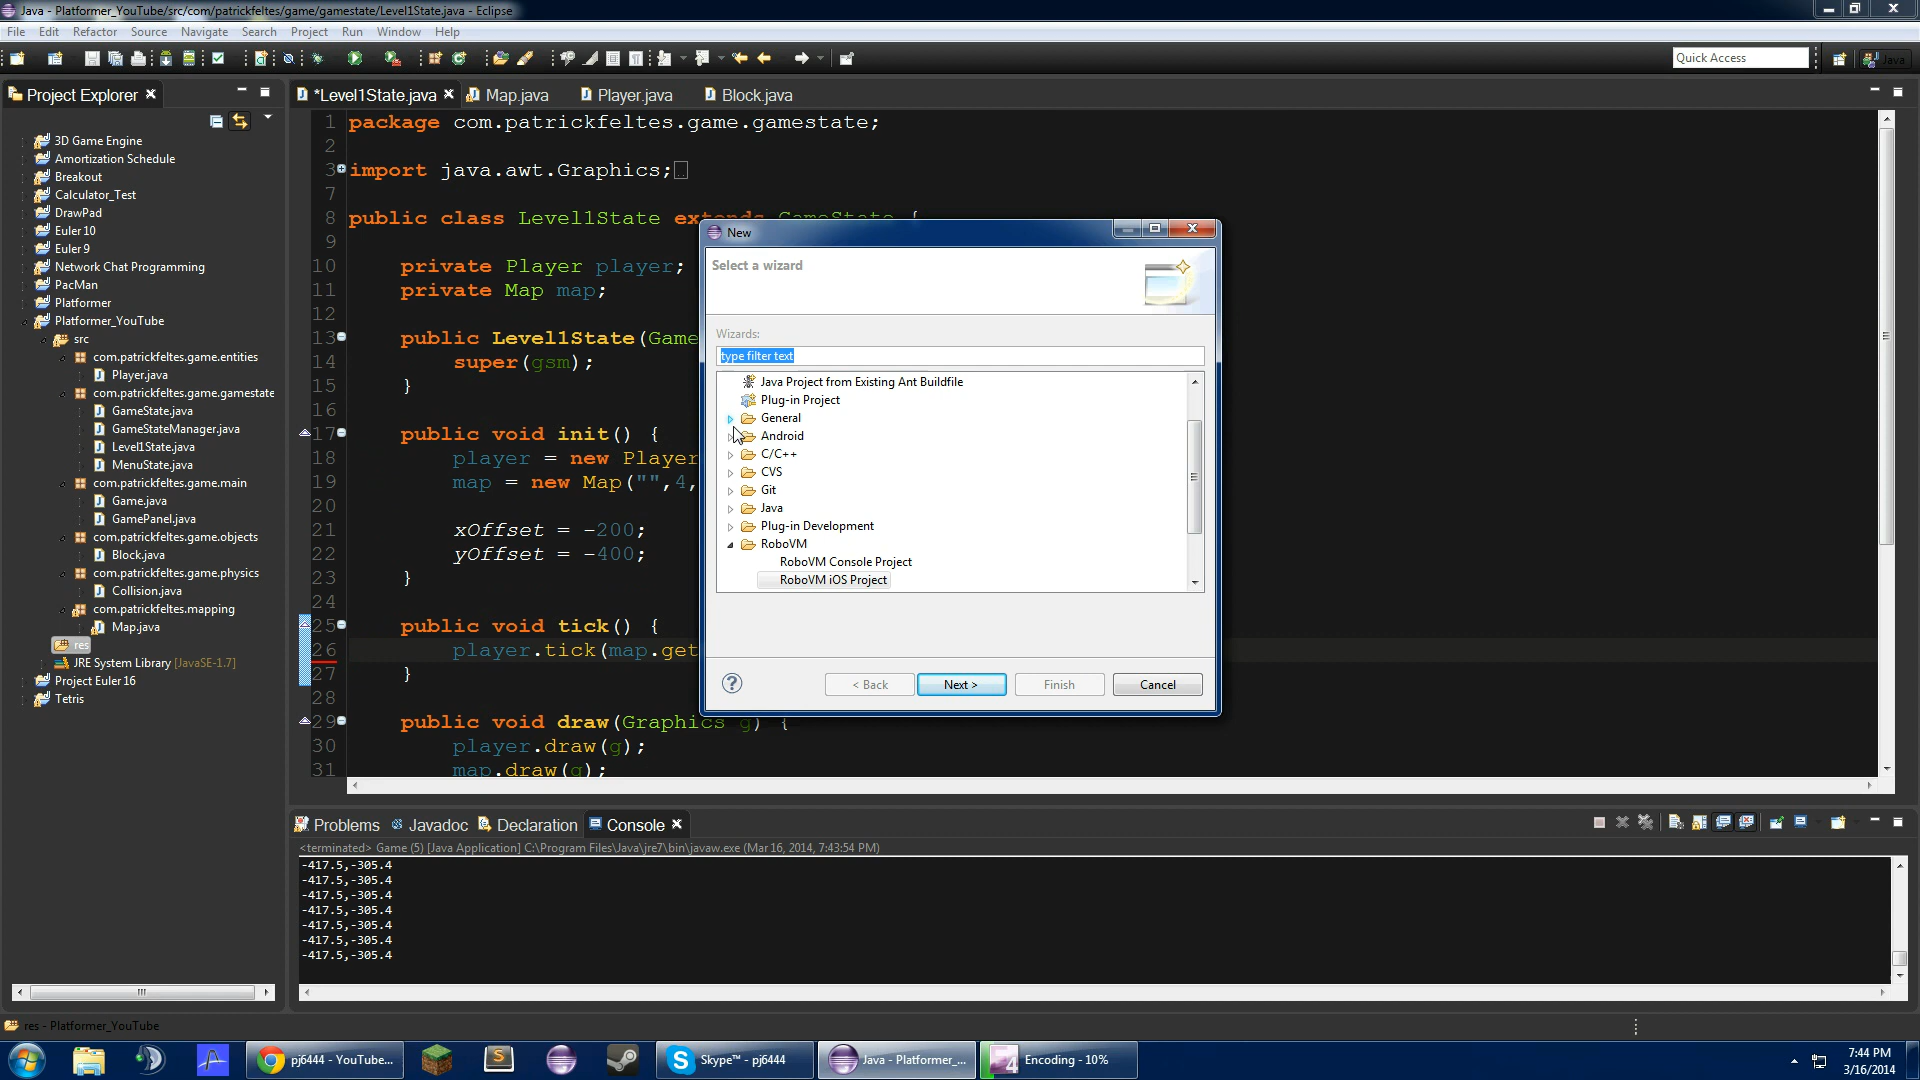 Java - Platformer_YouTube/src/com/patrickfeltes/game/gamestate/Level1State.java - Eclipse
File Edit Refactor Source Navigate Search Project Run Window Help
Quick Access
Java
Project Explorer
*Level1State.java Map.java Player.java Block.java
3D Game Engine
Amortization Schedule
Breakout
Calculator_Test
DrawPad
Euler 10
Euler 9
Network Chat Programming
PacMan
Platformer
Platformer_YouTube
src
com.patrickfeltes.game.entities
Player.java
com.patrickfeltes.game.gamestate
GameState.java
GameStateManager.java
Level1State.java
MenuState.java
com.patrickfeltes.game.main
Game.java
GamePanel.java
com.patrickfeltes.game.objects
Block.java
com.patrickfeltes.game.physics
Collision.java
com.patrickfeltes.mapping
Map.java
res
JRE System Library [JavaSE-1.7]
Project Euler 16
Tetris
1 package com.patrickfeltes.game.gamestate;
2
3 import java.awt.Graphics;
7
8 public class Level1State extends GameState {
9
10 private Player player;
11 private Map map;
12
13 public Level1State(Game
14 super(gsm);
15 }
16
17 public void init() {
18 player = new Player
19 map = new Map("",4,
20
21 xOffset = -200;
22 yOffset = -400;
23 }
24
25 public void tick() {
26 player.tick(map.get
27 }
28
29 public void draw(Graphics g) {
30 player.draw(g);
31 map.draw(g);
New
Select a wizard
Wizards:
type filter text
Java Project from Existing Ant Buildfile
Plug-in Project
General
Android
C/C++
CVS
Git
Java
Plug-in Development
RoboVM
RoboVM Console Project
RoboVM iOS Project
?
< Back Next > Finish Cancel
Problems Javadoc Declaration Console
<terminated> Game (5) [Java Application] C:\Program Files\Java\jre7\bin\javaw.exe (Mar 16, 2014, 7:43:54 PM)
-417.5,-305.4
-417.5,-305.4
-417.5,-305.4
-417.5,-305.4
-417.5,-305.4
-417.5,-305.4
-417.5,-305.4
res - Platformer_YouTube
pj6444 - YouTube... Skype™ - pj6444 Java - Platformer_... Encoding - 10%
7:44 PM
3/16/2014